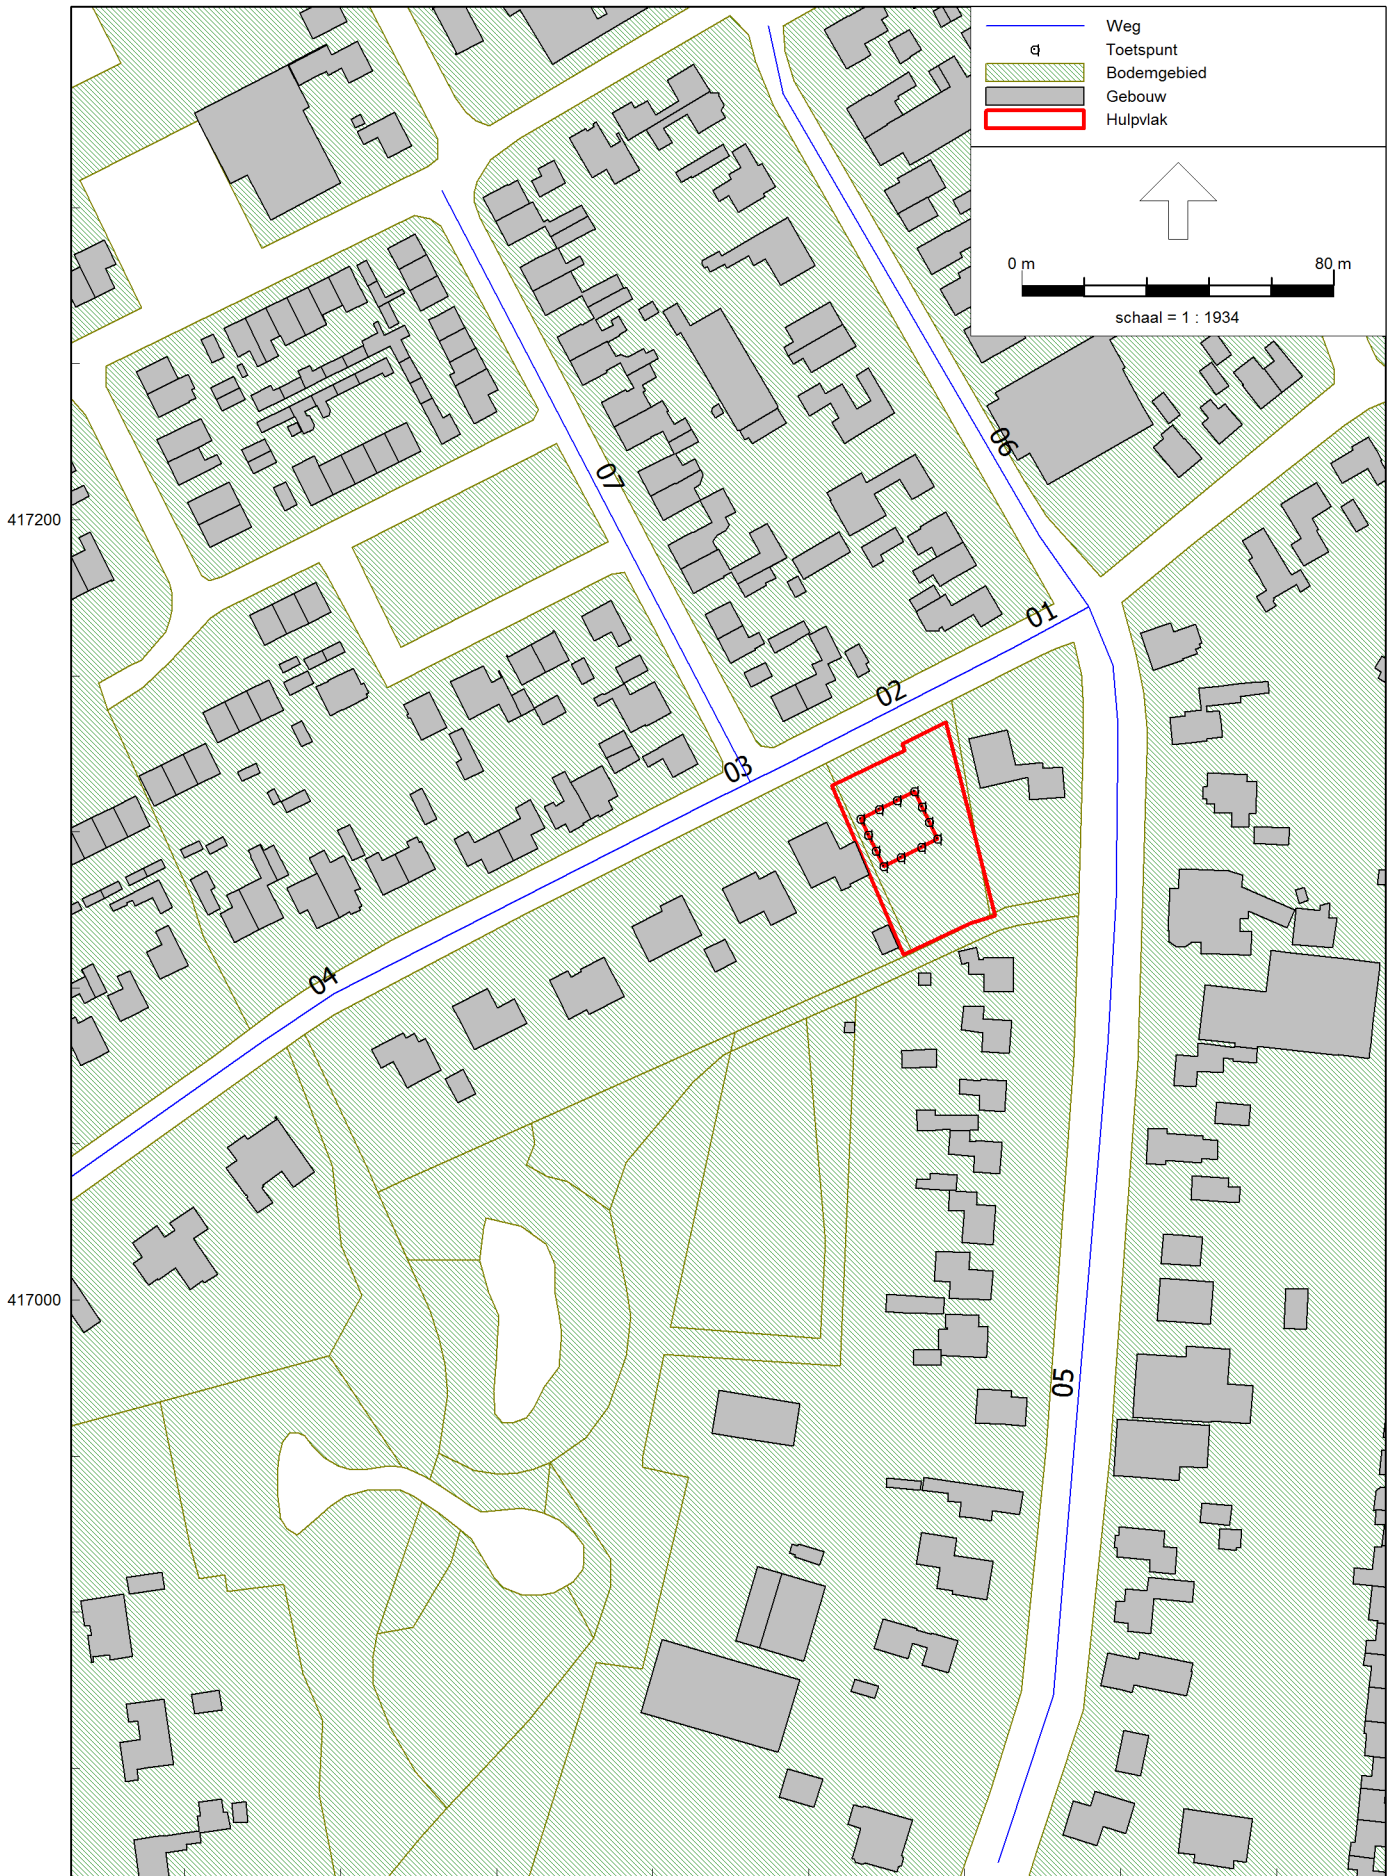 Weg
Toetspunt
Bodemgebied
Gebouw
Hulpvlak
0 m 80 m
schaal = 1 : 1934
06
07
417200
01
02
03
04
417000
05